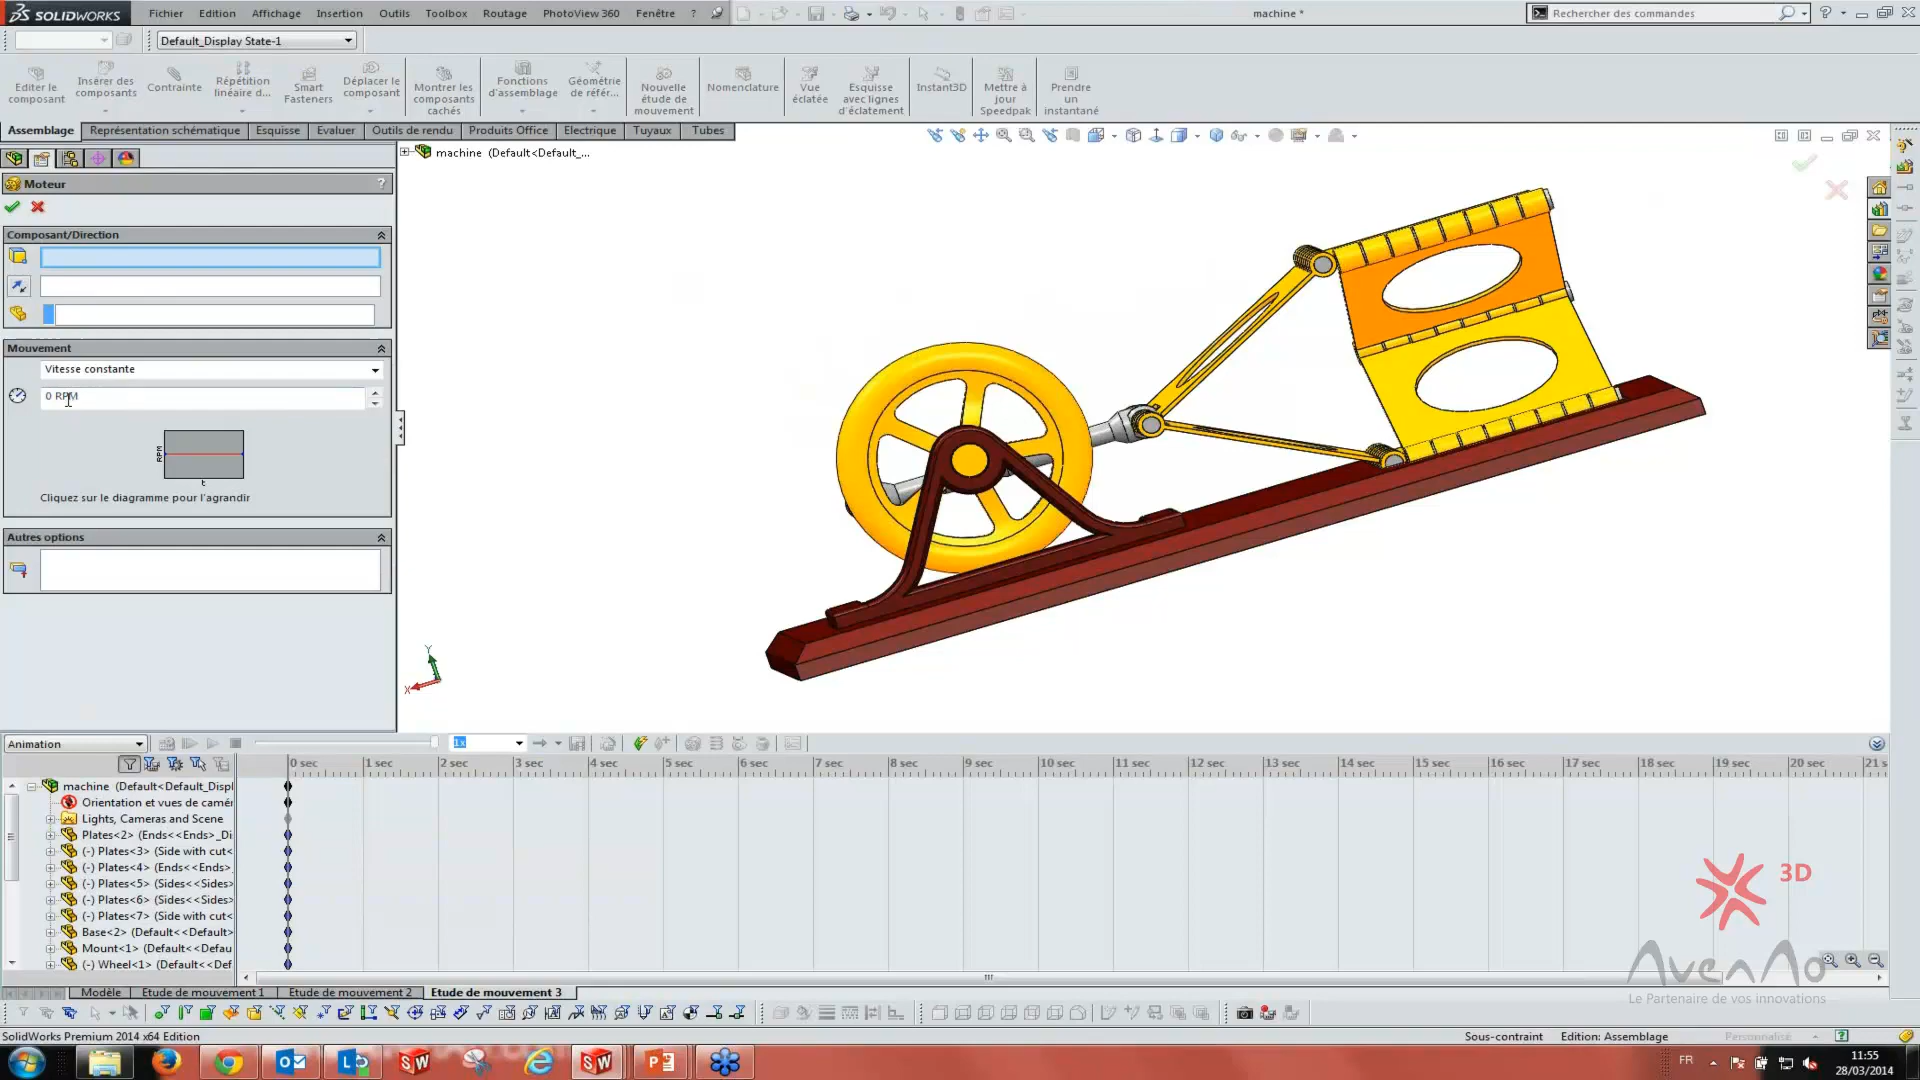 SOLIDWORKS Fichier Edition Affichage Insertion Outils Toolbox Routage PhotoView 360 Fenêtre ? machine * Rechercher des commandes
Default_Display State-1
Editer le composant
Insérer des composants
Contrainte
Répétition linéaire d...
Smart Fasteners
Déplacer le composant
Montrer les composants cachés
Fonctions d'assemblage
Géométrie de référ...
Nouvelle étude de mouvement
Nomenclature
Vue éclatée
Esquisse avec lignes d'éclatement
Instant3D
Mettre à jour Speedpak
Prendre un instantané
Assemblage Représentation schématique Esquisse Evaluer Outils de rendu Produits Office Electrique Tuyaux Tubes
machine (Default<Default_...
Moteur ?
Composant/Direction
Mouvement
Vitesse constante
0 RPM
RPM
t
Cliquez sur le diagramme pour l'agrandir
Autres options
Y
X
Animation 1x
0 sec 1 sec 2 sec 3 sec 4 sec 5 sec 6 sec 7 sec 8 sec 9 sec 10 sec 11 sec 12 sec 13 sec 14 sec 15 sec 16 sec 17 sec 18 sec 19 sec 20 sec 21 s
machine (Default<Default_Displ
Orientation et vues de camér
Lights, Cameras and Scene
Plates<2> (Ends<<Ends>_Di
(-) Plates<3> (Side with cut<
(-) Plates<4> (Ends<<Ends>
(-) Plates<5> (Sides<<Sides>
(-) Plates<6> (Sides<<Sides>
(-) Plates<7> (Side with cut<
Base<2> (Default<<Default>
Mount<1> (Default<<Defau
(-) Wheel<1> (Default<<Def
3D
AvenAo
Le Partenaire de vos innovations
Modèle Etude de mouvement 1 Etude de mouvement 2 Etude de mouvement 3
SolidWorks Premium 2014 x64 Edition Sous-contraint Edition: Assemblage Personnalisé
FR 11:55
28/03/2014